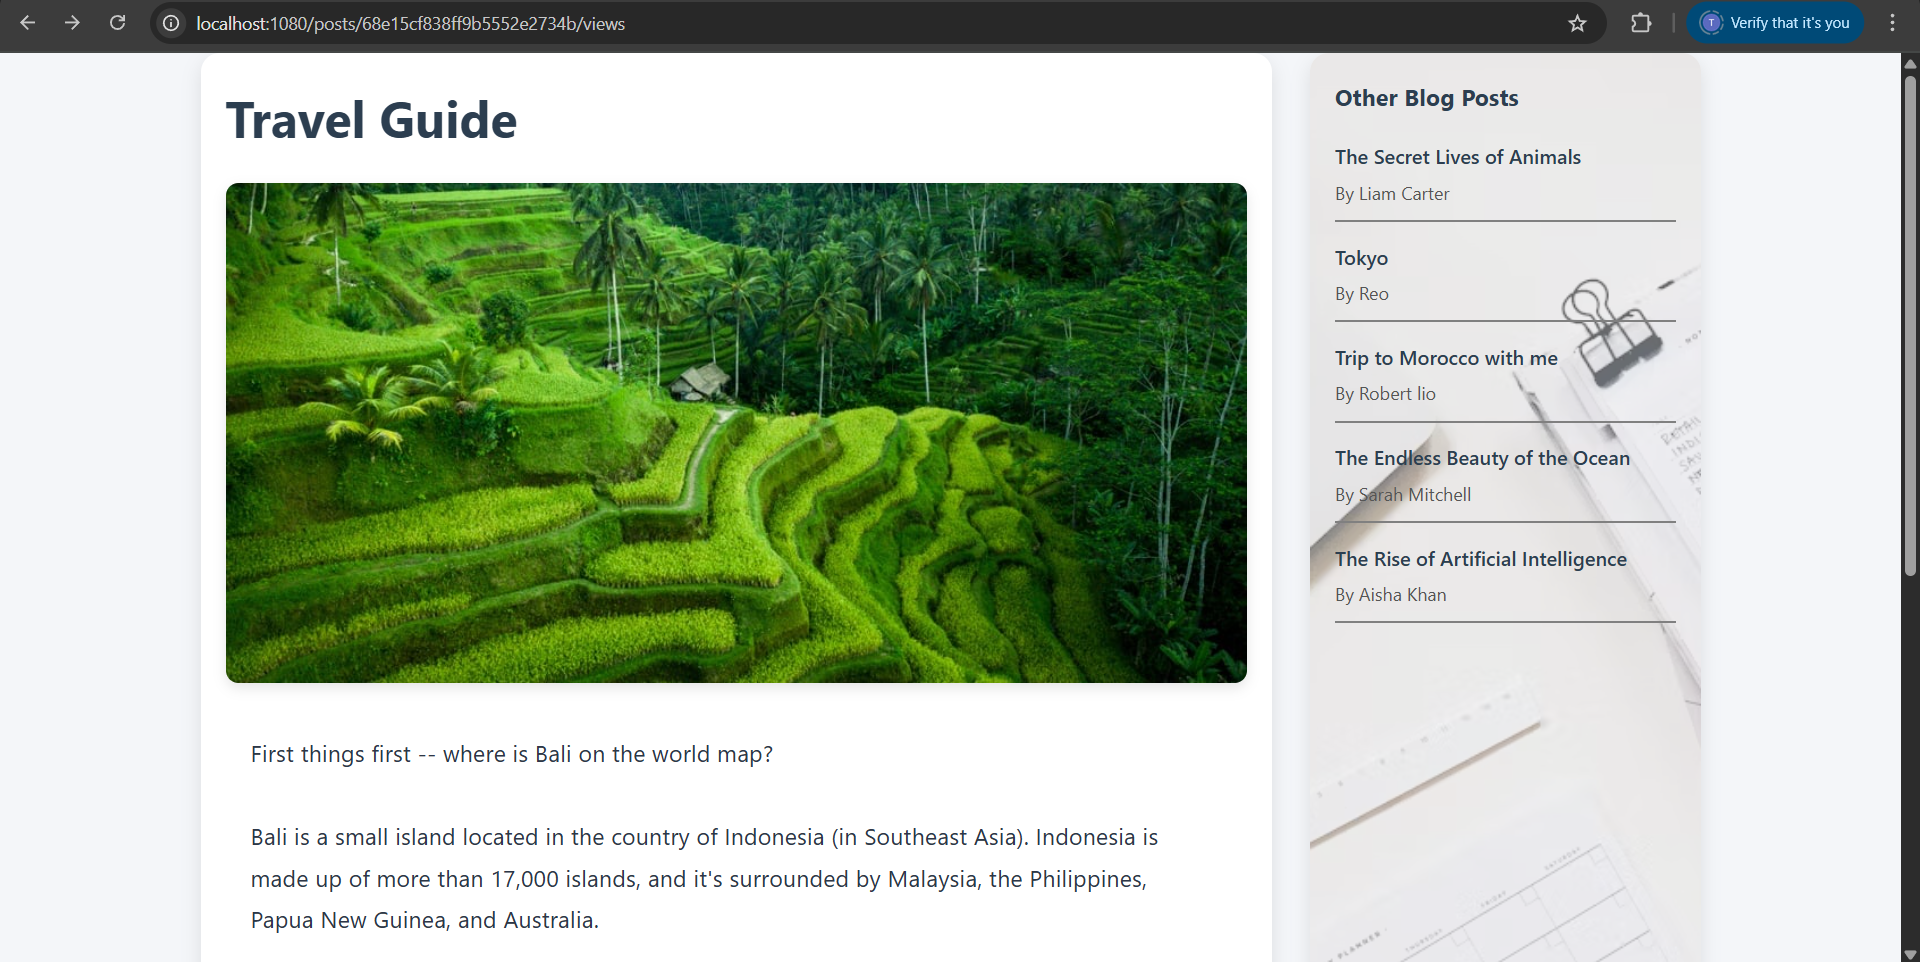 localhost:1080/posts/68e15cf838ff9b5552e2734b/views
T
Verify that it's you
Travel Guide
First things first -- where is Bali on the world map?
Bali is a small island located in the country of Indonesia (in Southeast Asia). Indonesia is
made up of more than 17,000 islands, and it's surrounded by Malaysia, the Philippines,
Papua New Guinea, and Australia.
Other Blog Posts
The Secret Lives of Animals
By Liam Carter
Tokyo
By Reo
Trip to Morocco with me
By Robert lio
The Endless Beauty of the Ocean
By Sarah Mitchell
The Rise of Artificial Intelligence
By Aisha Khan
SATURDAY
FRIDAY
THURSDAY
PLANNER